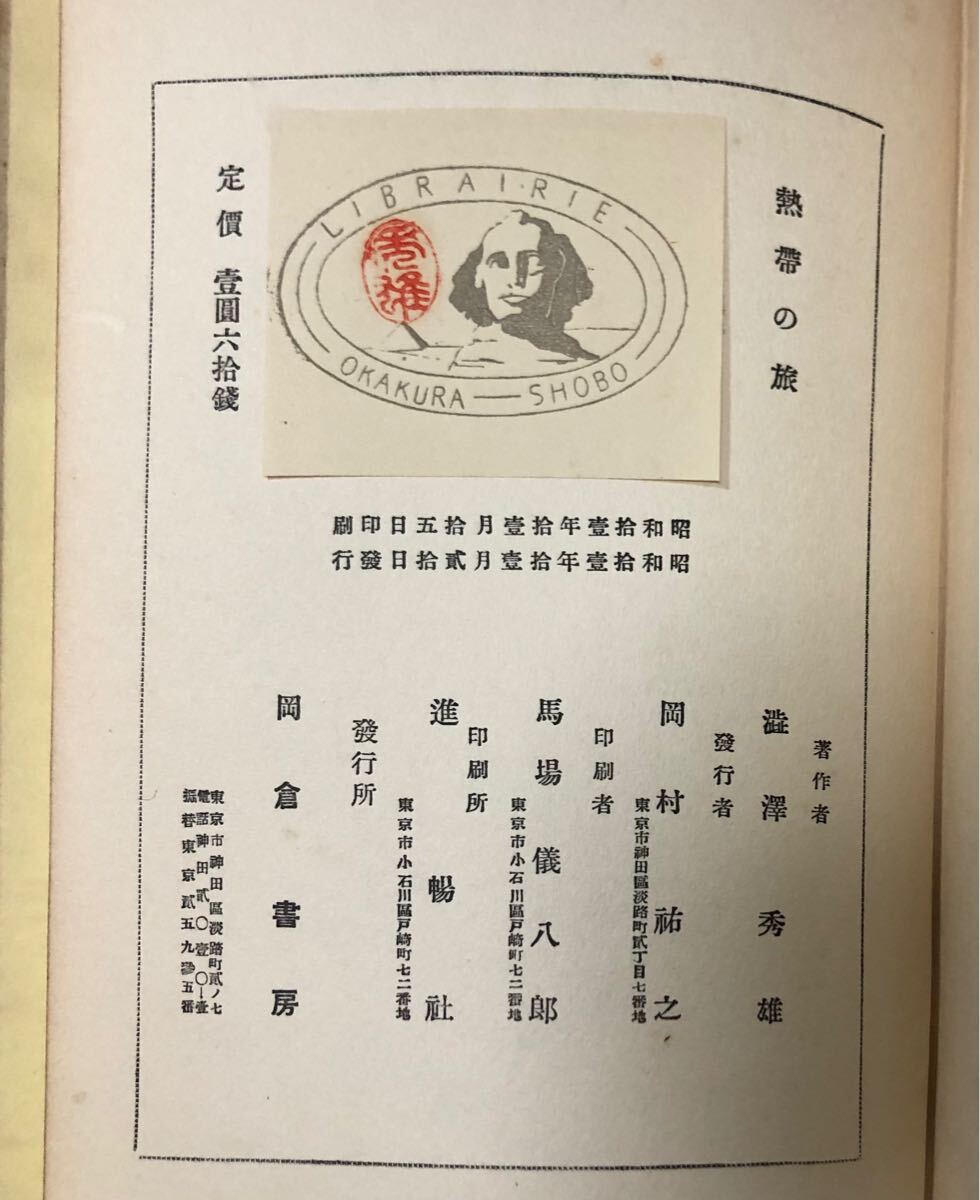 熱帶の旅
LIBRAIRIE
秀雄
OKAKURA — SHOBO
定價 壹圓六拾錢
昭和拾壹年拾壹月拾五日印刷
昭和拾壹年拾壹月貳拾日發行
著作者
澁澤秀雄
發行者
岡村祐之
東京市神田區淡路町貳丁目七番地
印刷者
馬場儀八郎
東京市小石川區戸崎町七二番地
印刷所
進暢社
東京市小石川區戸崎町七二番地
發行所
岡倉書房
東京市神田區淡路町貳ノ七
電話神田貳〇壹〇—壹
振替東京貳五九參五番